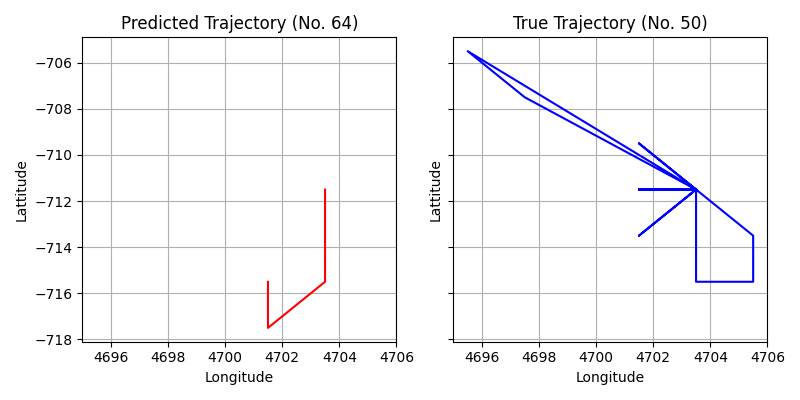 Predicted Trajectory (No. 64)
True Trajectory (No. 50)
Lattitude
−706
−708
−710
−712
−714
−716
−718
4696 4698 4700 4702 4704 4706
Longitude
Lattitude
4696 4698 4700 4702 4704 4706
Longitude